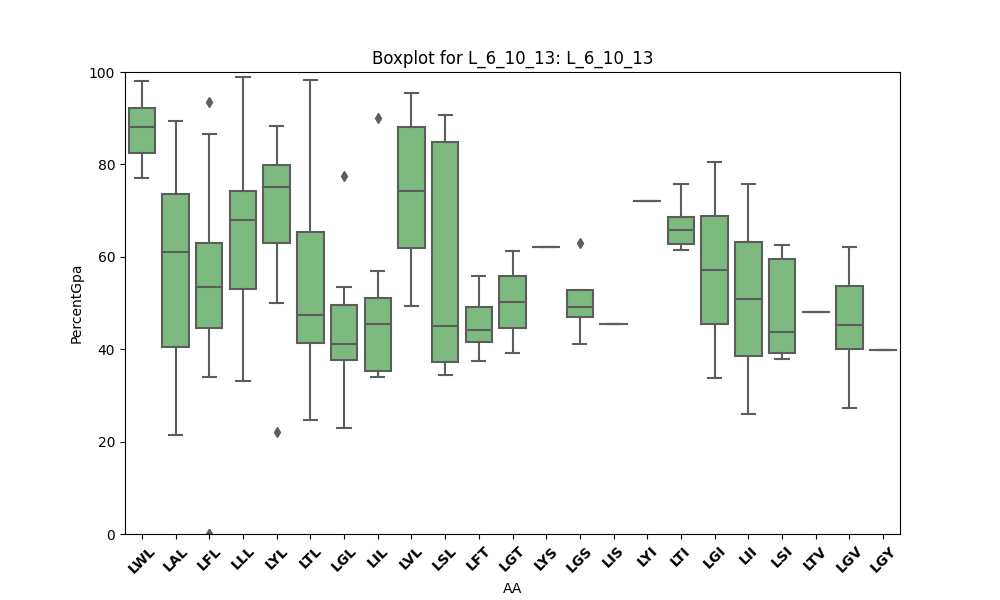 Boxplot for L_6_10_13: L_6_10_13
100
80
60
40
20
0
PercentGpa
LWL LAL LFL LLL LYL LTL LGL LIL LVL LSL LFT LGT LYS LGS LIS LYI LTI LGI LII LSI LTV LGV LGY
AA